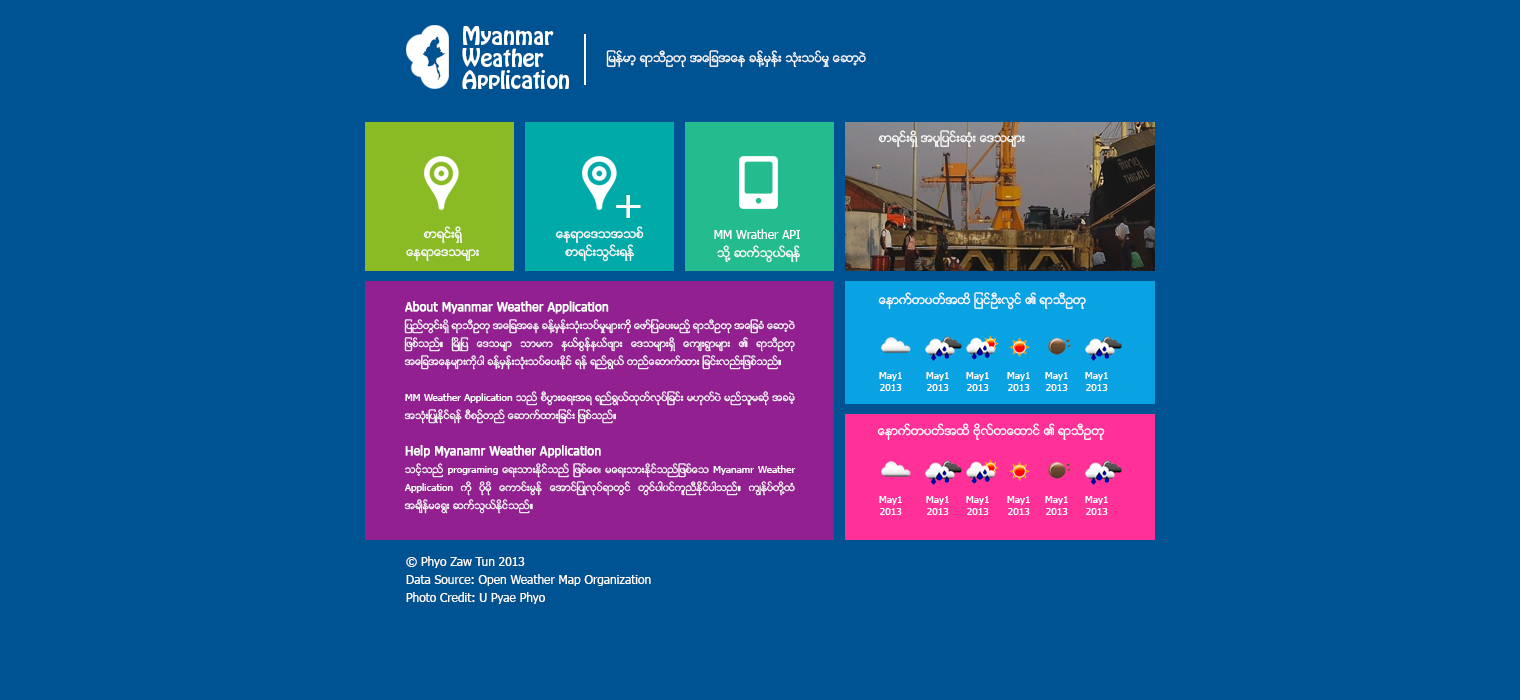 Myanmar
Weather
Application
မြန်မာ့ ရာသီဥတု အခြေအနေ ခန့်မှန်း သုံးသပ်မှု ဆော့ဝဲ
စာရင်းရှိ
နေရာဒေသများ
နေရာဒေသအသစ်
စာရင်းသွင်းရန်
MM Wrather API
သို့ ဆက်သွယ်ရန်
စာရင်းရှိ အပူပြင်းဆုံး ဒေသများ
THIGAYU
About Myanmar Weather Application
ပြည်တွင်းရှိ ရာသီဥတု အခြေအနေ ခန့်မှန်းသုံးသပ်မှုများကို ဖော်ပြပေးမည့် ရာသီဥတု အခြေခံ ဆော့ဝဲ
ဖြစ်သည်။ မြို့ပြ ဒေသမျာ သာမက နယ်စွန်နယ်ဖျား ဒေသများရှိ ကျေးရွာများ ၏ ရာသီဥတု
အခြေအနေများကိုပါ ခန့်မှန်းသုံးသပ်ပေးနိုင် ရန် ရည်ရွယ် တည်ဆောက်ထား ခြင်းလည်းဖြစ်သည်။
MM Weather Application သည် စီပွားရေးအရ ရည်ရွယ်ထုတ်လုပ်ခြင်း မဟုတ်ပဲ မည်သူမဆို အခမဲ့
အသုံးပြုနိုင်ရန် စီစဉ်တည် ဆောက်ထားခြင်း ဖြစ်သည်။
Help Myanamr Weather Application
သင့်သည် programing ရေးသားနိုင်သည် ဖြစ်စေ၊ မရေးသားနိုင်သည်ဖြစ်သေ Myanamr Weather
Application ကို ပိုမို ကောင်းမွန် အောင်ပြုလုပ်ရာတွင် တွင်ပါဂင်ကူညီနိုင်ပါသည်။ ကျွန်ုပ်တို့ထံ
အချိန်မရွေး ဆက်သွယ်နိုင်သည်။
နောက်တပတ်အထိ ပြင်ဦးလွင် ၏ ရာသီဥတု
May1 May1 May1 May1 May1 May1
2013 2013 2013 2013 2013 2013
နောက်တပတ်အထိ ဗိုလ်တထောင် ၏ ရာသီဥတု
May1 May1 May1 May1 May1 May1
2013 2013 2013 2013 2013 2013
© Phyo Zaw Tun 2013
Data Source: Open Weather Map Organization
Photo Credit: U Pyae Phyo